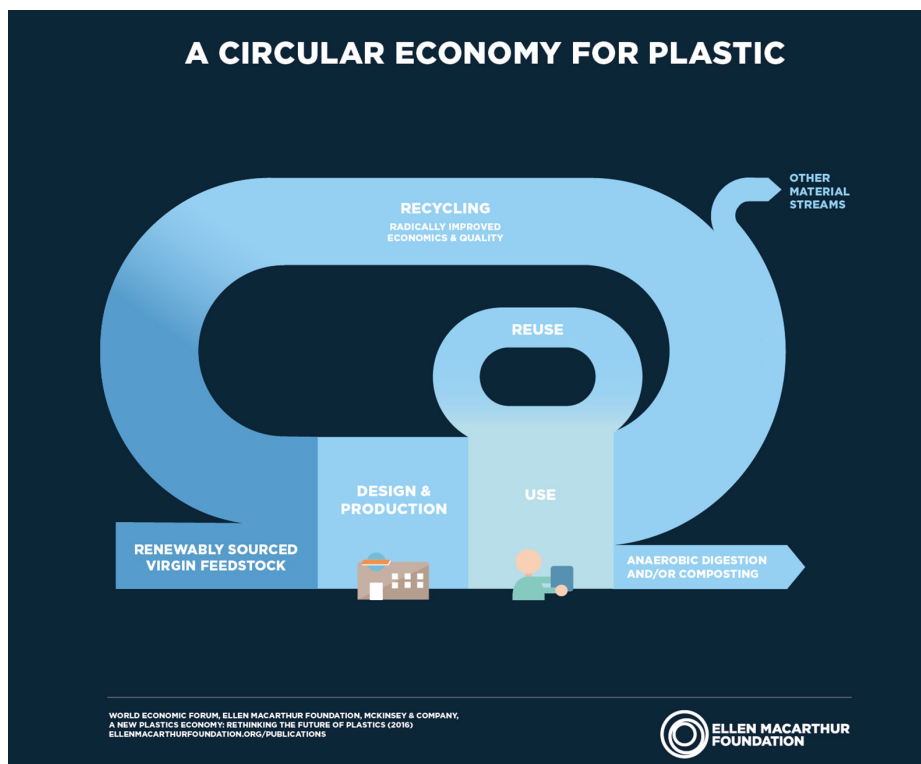 A CIRCULAR ECONOMY FOR PLASTIC
OTHER
MATERIAL
STREAMS
RECYCLING
RADICALLY IMPROVED
ECONOMICS & QUALITY
REUSE
DESIGN &
PRODUCTION
USE
RENEWABLY SOURCED
VIRGIN FEEDSTOCK
ANAEROBIC DIGESTION
AND/OR COMPOSTING
WORLD ECONOMIC FORUM, ELLEN MACARTHUR FOUNDATION, MCKINSEY & COMPANY,
A NEW PLASTICS ECONOMY: RETHINKING THE FUTURE OF PLASTICS (2016)
ELLENMACARTHURFOUNDATION.ORG/PUBLICATIONS
ELLEN MACARTHUR
FOUNDATION